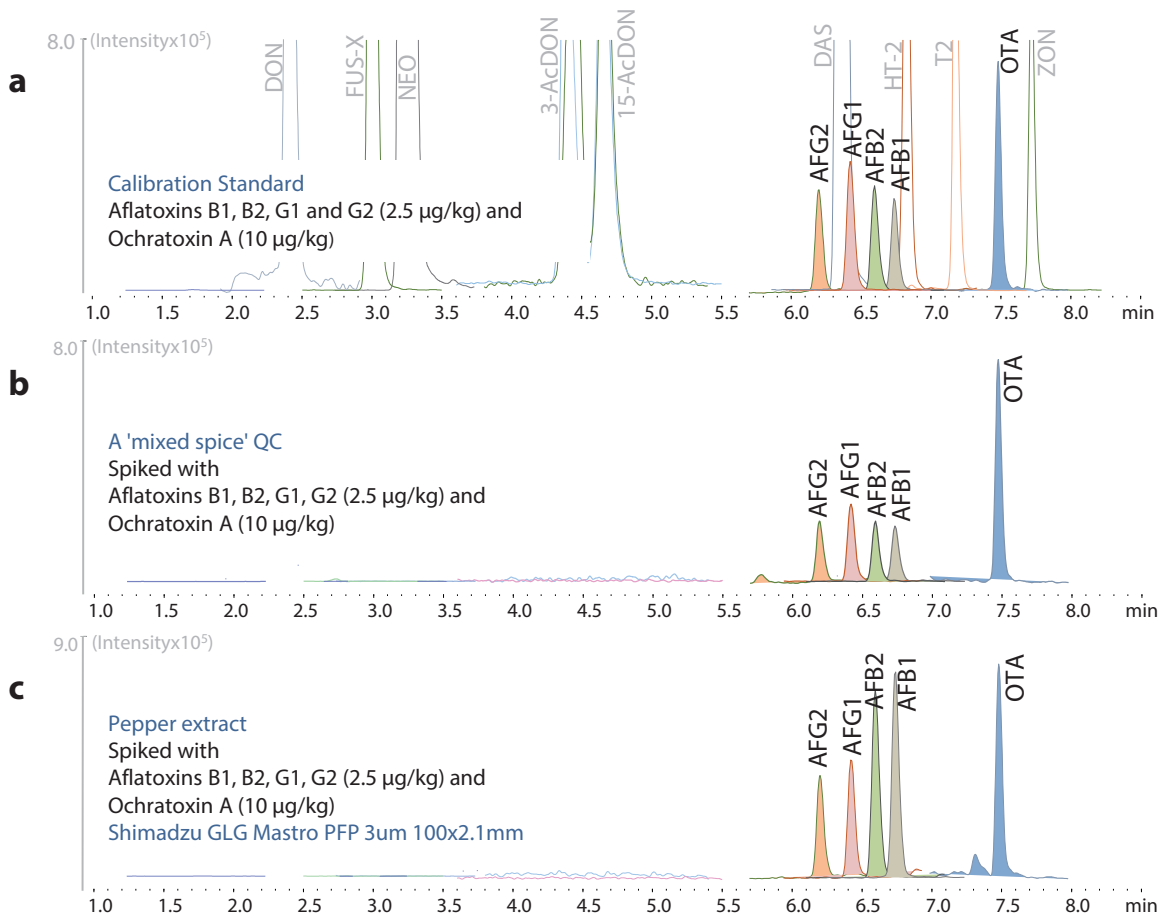 8.0 (Intensityx10⁵)
a
DON
FUS-X
NEO
3-AcDON
15-AcDON
DAS
HT-2
T2
OTA
ZON
AFG2
AFG1
AFB2
AFB1
Calibration Standard
Aflatoxins B1, B2, G1 and G2 (2.5 µg/kg) and
Ochratoxin A (10 µg/kg)
1.0 1.5 2.0 2.5 3.0 3.5 4.0 4.5 5.0 5.5 6.0 6.5 7.0 7.5 8.0 min
8.0 (Intensityx10⁵)
b
A 'mixed spice' QC
Spiked with
Aflatoxins B1, B2, G1, G2 (2.5 µg/kg) and
Ochratoxin A (10 µg/kg)
AFG2
AFG1
AFB2
AFB1
OTA
1.0 1.5 2.0 2.5 3.0 3.5 4.0 4.5 5.0 5.5 6.0 6.5 7.0 7.5 8.0 min
9.0 (Intensityx10⁵)
c
Pepper extract
Spiked with
Aflatoxins B1, B2, G1, G2 (2.5 µg/kg) and
Ochratoxin A (10 µg/kg)
Shimadzu GLG Mastro PFP 3um 100x2.1mm
AFG2
AFG1
AFB2
AFB1
OTA
1.0 1.5 2.0 2.5 3.0 3.5 4.0 4.5 5.0 5.5 6.0 6.5 7.0 7.5 8.0 min